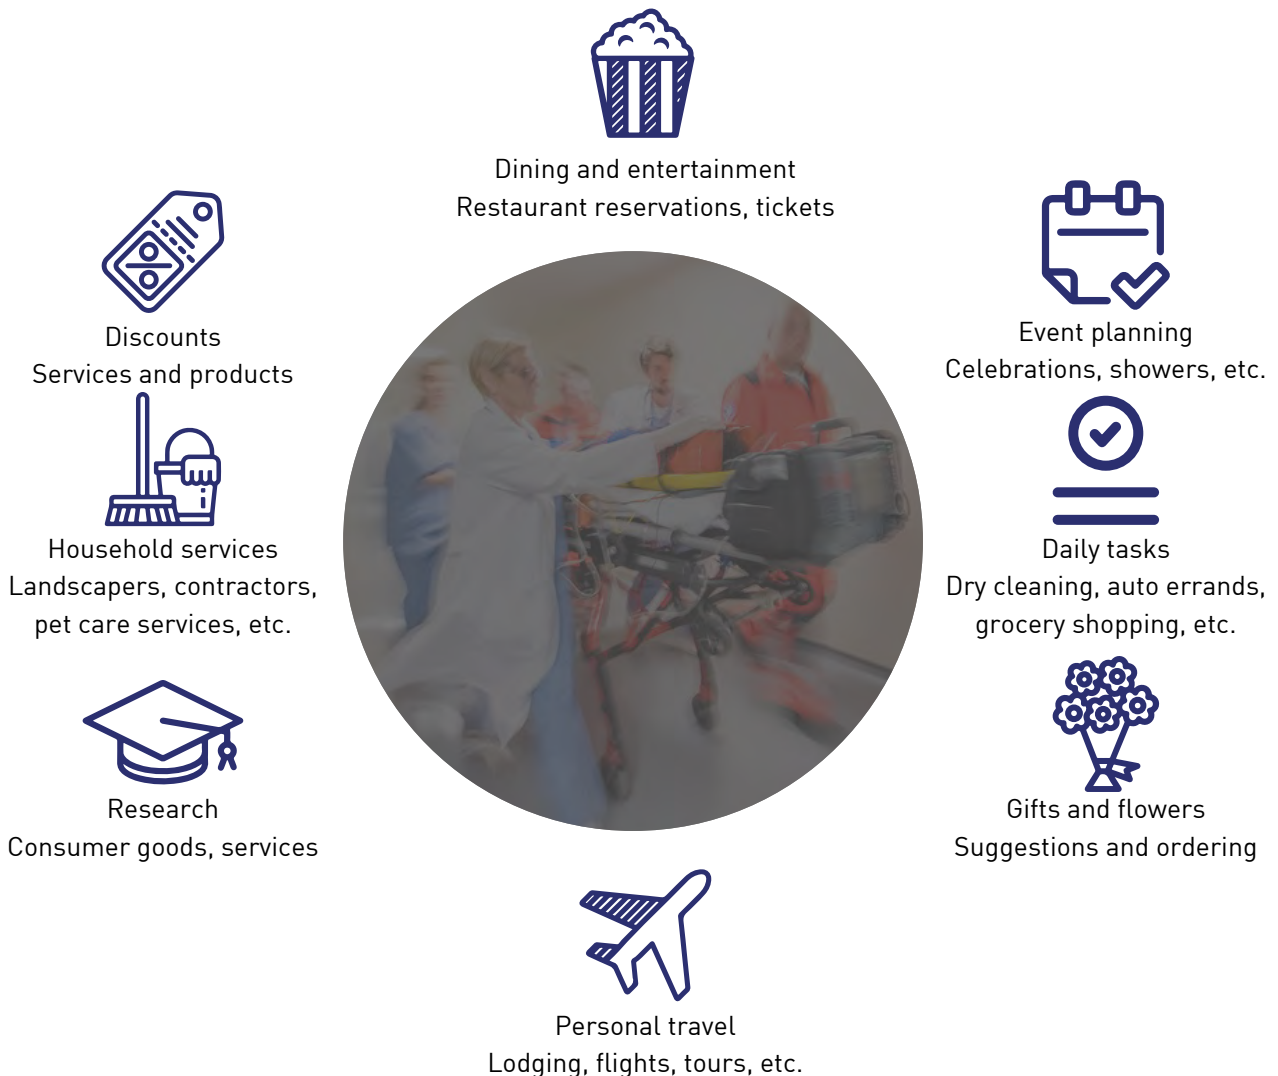 Dining and entertainment
Restaurant reservations, tickets
Discounts
Services and products
Event planning
Celebrations, showers, etc.
Household services
Landscapers, contractors,
pet care services, etc.
Daily tasks
Dry cleaning, auto errands,
grocery shopping, etc.
Research
Consumer goods, services
Gifts and flowers
Suggestions and ordering
Personal travel
Lodging, flights, tours, etc.